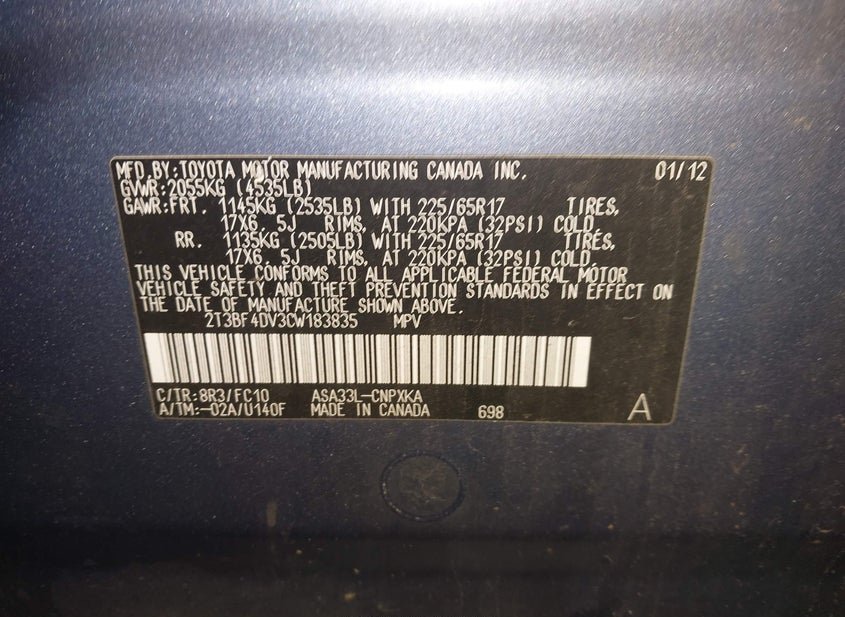 MFD.BY:TOYOTA MOTOR MANUFACTURING CANADA INC. 01/12
GVWR:2055KG (4535LB)
GAWR:FRT. 1145KG (2535LB) WITH 225/65R17 TIRES,
17X6. 5J RIMS, AT 220KPA (32PSI) COLD.
RR. 1135KG (2505LB) WITH 225/65R17 TIRES,
17X6. 5J RIMS, AT 220KPA (32PSI) COLD.
THIS VEHICLE CONFORMS TO ALL APPLICABLE FEDERAL MOTOR
VEHICLE SAFETY AND THEFT PREVENTION STANDARDS IN EFFECT ON
THE DATE OF MANUFACTURE SHOWN ABOVE.
2T3BF4DV3CW183835 MPV
C/TR:8R3/FC10 ASA33L-CNPXKA
A/TM:-02A/U140F MADE IN CANADA 698 A